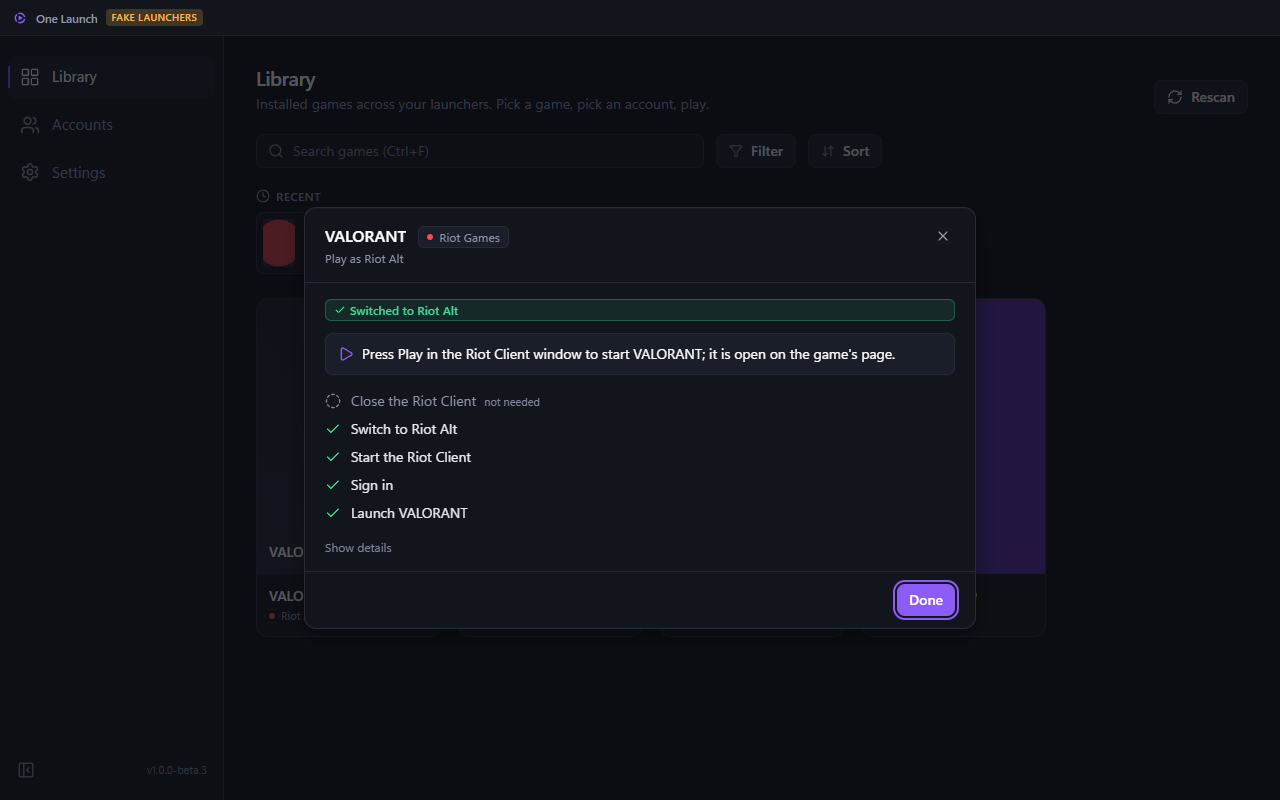 One Launch FAKE LAUNCHERS
Library
Accounts
Settings
Library
Installed games across your launchers. Pick a game, pick an account, play.
Rescan
Search games (Ctrl+F)
Filter
Sort
RECENT
VALORANT Riot Games
Play as Riot Alt
Switched to Riot Alt
Press Play in the Riot Client window to start VALORANT; it is open on the game's page.
Close the Riot Client not needed
Switch to Riot Alt
Start the Riot Client
Sign in
Launch VALORANT
Show details
Done
VALO
VALO
Riot
v1.0.0-beta.3